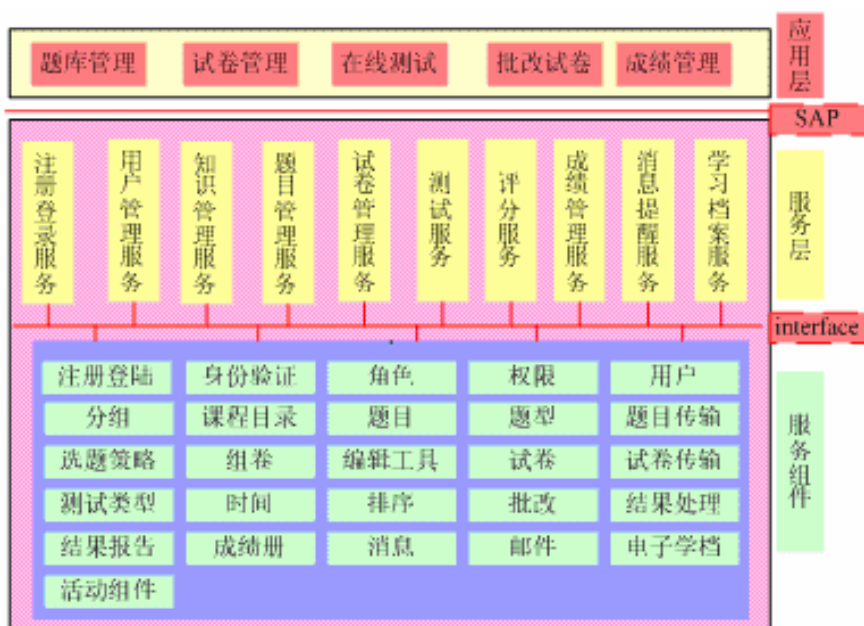 题库管理
试卷管理
在线测试
批改试卷
成绩管理
应用层
SAP
注册登录服务
用户管理服务
知识管理服务
题目管理服务
试卷管理服务
测试服务
评分服务
成绩管理服务
消息提醒服务
学习档案服务
服务层
interface
注册登陆
身份验证
角色
权限
用户
分组
课程目录
题目
题型
题目传输
选题策略
组卷
编辑工具
试卷
试卷传输
测试类型
时间
排序
批改
结果处理
结果报告
成绩册
消息
邮件
电子学档
活动组件
服务组件